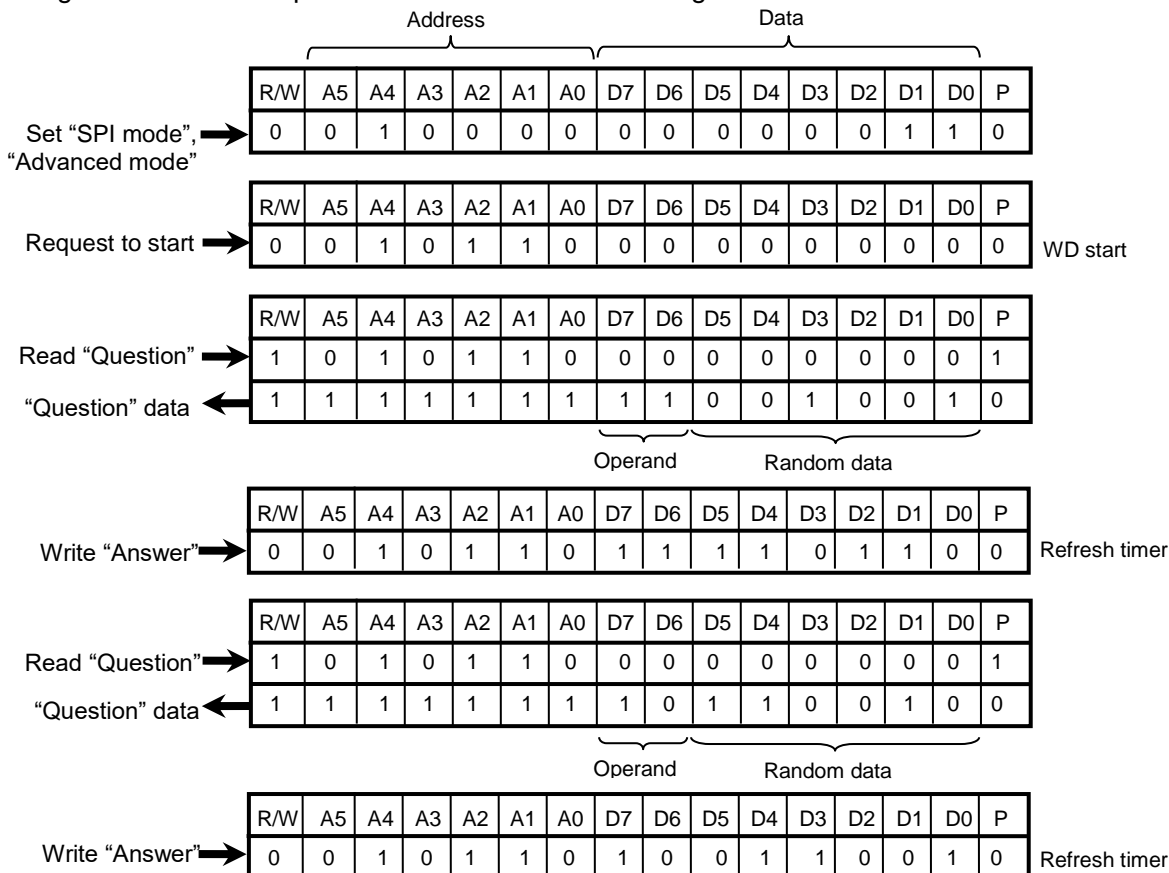 Address Data
R/W A5 A4 A3 A2 A1 A0 D7 D6 D5 D4 D3 D2 D1 D0 P
Set “SPI mode”, 0 0 1 0 0 0 0 0 0 0 0 0 0 1 1 0
“Advanced mode”
R/W A5 A4 A3 A2 A1 A0 D7 D6 D5 D4 D3 D2 D1 D0 P
Request to start 0 0 1 0 1 1 0 0 0 0 0 0 0 0 0 0 WD start
R/W A5 A4 A3 A2 A1 A0 D7 D6 D5 D4 D3 D2 D1 D0 P
Read “Question” 1 0 1 0 1 1 0 0 0 0 0 0 0 0 0 1
“Question” data 1 1 1 1 1 1 1 1 1 0 0 1 0 0 1 0
Operand Random data
R/W A5 A4 A3 A2 A1 A0 D7 D6 D5 D4 D3 D2 D1 D0 P
Write “Answer” 0 0 1 0 1 1 0 1 1 1 1 0 1 1 0 0 Refresh timer
R/W A5 A4 A3 A2 A1 A0 D7 D6 D5 D4 D3 D2 D1 D0 P
Read “Question” 1 0 1 0 1 1 0 0 0 0 0 0 0 0 0 1
“Question” data 1 1 1 1 1 1 1 1 0 1 1 0 0 1 0 0
Operand Random data
R/W A5 A4 A3 A2 A1 A0 D7 D6 D5 D4 D3 D2 D1 D0 P
Write “Answer” 0 0 1 0 1 1 0 1 0 0 1 1 0 0 1 0 Refresh timer